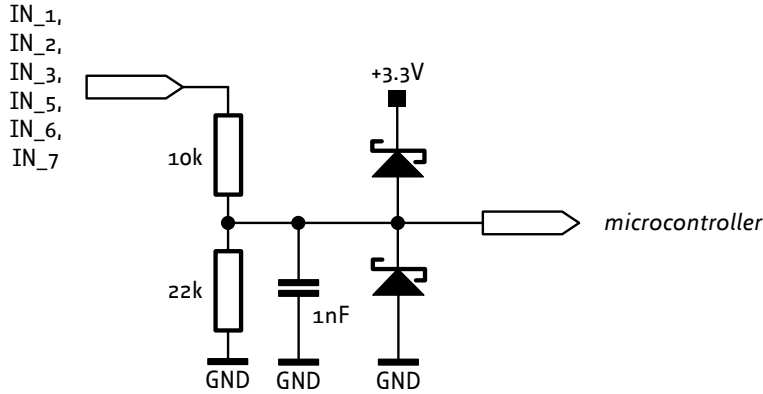 IN_1,
IN_2,
IN_3,
IN_5,
IN_6,
IN_7
+3.3V
10k
microcontroller
22k
1nF
GND GND GND